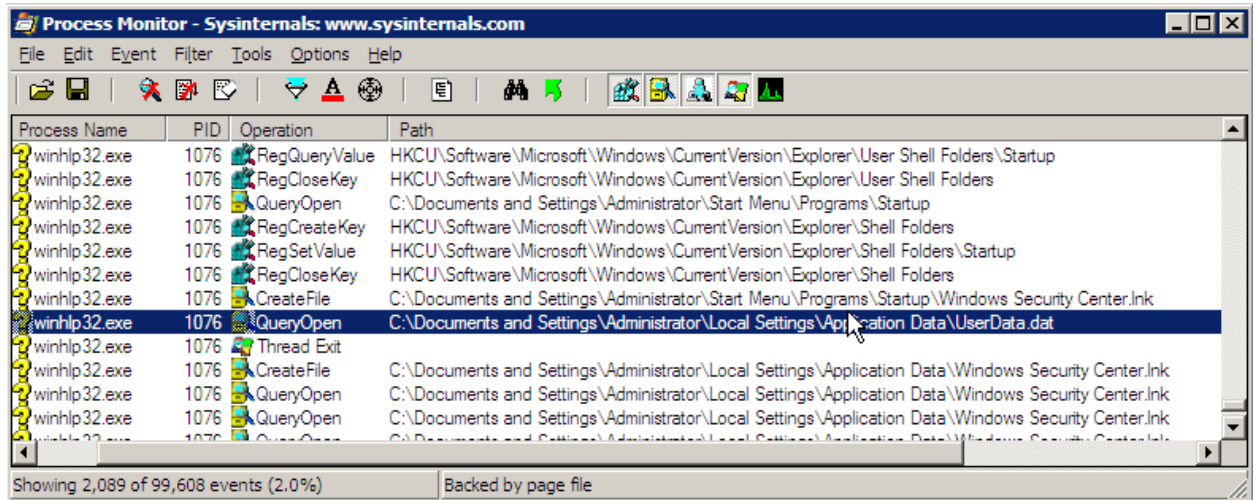 Process Monitor - Sysinternals: www.sysinternals.com
File Edit Event Filter Tools Options Help
Process Name PID Operation Path
winhlp32.exe 1076 RegQueryValue HKCU\Software\Microsoft\Windows\CurrentVersion\Explorer\User Shell Folders\Startup
winhlp32.exe 1076 RegCloseKey HKCU\Software\Microsoft\Windows\CurrentVersion\Explorer\User Shell Folders
winhlp32.exe 1076 QueryOpen C:\Documents and Settings\Administrator\Start Menu\Programs\Startup
winhlp32.exe 1076 RegCreateKey HKCU\Software\Microsoft\Windows\CurrentVersion\Explorer\Shell Folders
winhlp32.exe 1076 RegSetValue HKCU\Software\Microsoft\Windows\CurrentVersion\Explorer\Shell Folders\Startup
winhlp32.exe 1076 RegCloseKey HKCU\Software\Microsoft\Windows\CurrentVersion\Explorer\Shell Folders
winhlp32.exe 1076 CreateFile C:\Documents and Settings\Administrator\Start Menu\Programs\Startup\Windows Security Center.lnk
winhlp32.exe 1076 QueryOpen C:\Documents and Settings\Administrator\Local Settings\Application Data\UserData.dat
winhlp32.exe 1076 Thread Exit
winhlp32.exe 1076 CreateFile C:\Documents and Settings\Administrator\Local Settings\Application Data\Windows Security Center.lnk
winhlp32.exe 1076 QueryOpen C:\Documents and Settings\Administrator\Local Settings\Application Data\Windows Security Center.lnk
winhlp32.exe 1076 QueryOpen C:\Documents and Settings\Administrator\Local Settings\Application Data\Windows Security Center.lnk
Showing 2,089 of 99,608 events (2.0%) Backed by page file